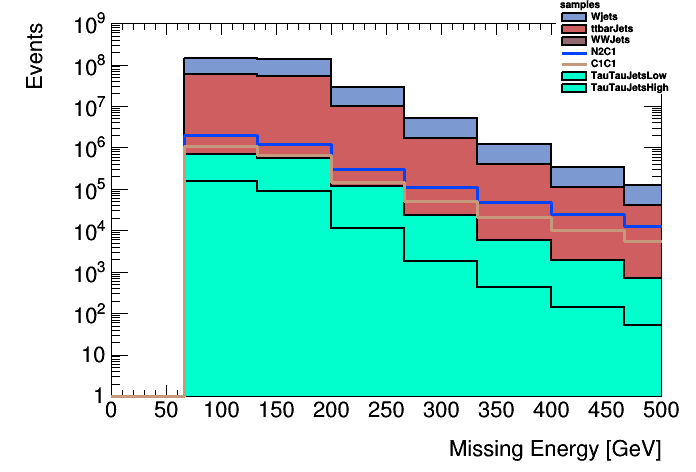 samples
Wjets
ttbarJets
WWJets
N2C1
C1C1
TauTauJetsLow
TauTauJetsHigh
Events
10⁹
10⁸
10⁷
10⁶
10⁵
10⁴
10³
10²
10
1
0 50 100 150 200 250 300 350 400 450 500
Missing Energy [GeV]